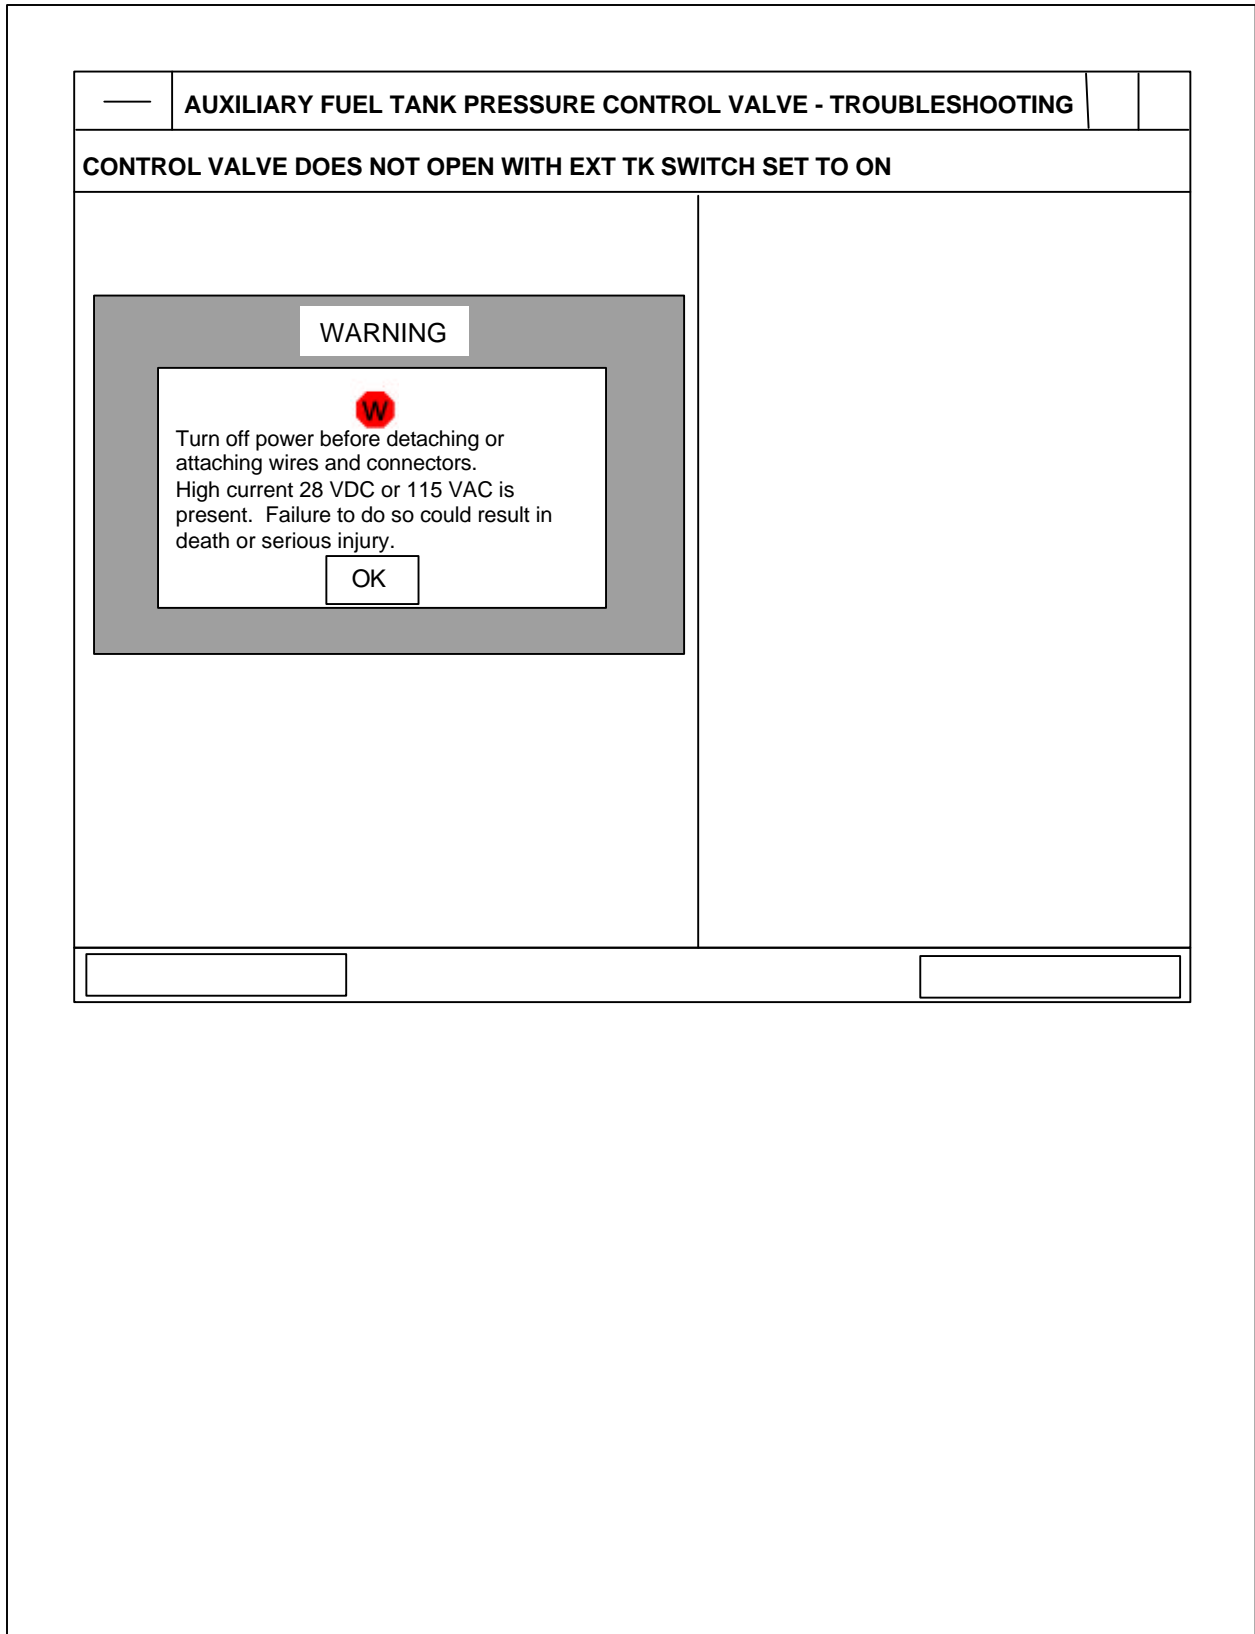 AUXILIARY FUEL TANK PRESSURE CONTROL VALVE - TROUBLESHOOTING
CONTROL VALVE DOES NOT OPEN WITH EXT TK SWITCH SET TO ON
WARNING
W
Turn off power before detaching or
attaching wires and connectors.
High current 28 VDC or 115 VAC is
present.  Failure to do so could result in
death or serious injury.
OK